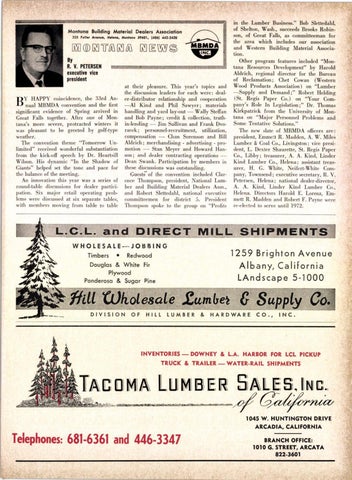 Montana Building Material Dealers Association
MONTANA NEWS
MBMDA
INC
By
R. V. PETERSEN
executive vice
president
BY HAPPY coincidence, the 53rd Annual MBMDA convention and the first
significant evidence of Spring arrived in
Great Falls together. After one of Montana's more severe, protracted winters it
was pleasant to be greeted by golf-type
weather.
The convention theme "Tomorrow Unlimited" received wonderful substantiation
from the kick-off speech by Dr. Heartsill
Wilson. His dynamic "In the Shadow of
Giants" helped set the tone and pace for
the balance of the meeting.
An innovation this year was a series of
round-table discussions for dealer participation. Six major retail operating problems were discussed at six separate tables,
with members moving from table to table
at their pleasure. This year's topics and
the discussion leaders for each were: dealer-distributor relationship and cooperation
—Al Kind and Phil Sawyer; material
handling and yard lay-out—Wally Steffan
and Bob Payne; credit & collection, truth-in-lending — Jim Sullivan and Frank
personnel-recruitment, utilization,
compensation — Chan Sorenson and Bill
Aldrich; merchandising - advertising - promotion — Stan Meyer and Howard Hansen; and dealer contracting operations —
Dean Swank. Participation by members in
these discussions was outstanding.
Guests of the convention included Clarence Thompson, president, National Lumber and Building Material Dealers Assn.,
and Robert Slettedahl, national executive
committeeman for district 5. President
Thompson spoke to the group on "Profits
in the Lumber Business." Bob Slettedahl,
of Shelton, Wash., succeeds Brooks Robinson, of Great Falls, as committeeman for
the area which includes our association
and Western Building Material Association.
Other program features included "Montana Resources Development" by Harold
Aldrich, regional director for the Bureau
of Reclamation; Chet Cowan (Western
Wood Products Association) on "Lumber
—Supply and Demand;" Robert Holding
(St. Regis Paper Co.) on "Your Company's Role In Legislation;" Dr. Thomas
Kirkpatrick from the University of Montana on "Major Personnel Problems and
Some Tentative Solutions."
The new slate of MBMDA officers are:
president, Emmett R. Madden, A. W. Miles
Lumber & Coal Co., Livingston; vice president, L. Dexter Shurette, St. Regis Paper
Co., Libby; treasurer, A. A. Kind, Linder
Kind Lumber Co., Helena; assistant treasurer, H. G. White, Neifert-White Company, Townsend; executive secretary, R. V.
Petersen, Helena; national dealer-director,
A. A. Kind, Linder Kind Lumber Co.,
Helena. Directors Harold E. Lorenz, Emmett R. Madden and Robert F. Payne were
re-elected to serve until 1972.
L.C.L. and DIRECT MILL SHIPMENTS
WHOLESALE—JOBBING
Timbers • Redwood
Douglas & White Fir
Plywood
Ponderosa & Sugar Pine
1259 Brighton Avenue
Albany, California
LAndscape 5-1000
Hill Wholesale Lumber & Supply Co.
DIVISION OF HILL LUMBER & HARDWARE CO., INC.
INVENTORIES—DOWNEY & L.A. HARBOR FOR LCL PICKUP
TRUCK & TRAILER—WATER-RAIL SHIPMENTS
TACOMA LUMBER SALES, INC.
of California
1045 W. HUNTINGTON DRIVE
ARCADIA, CALIFORNIA
Telephones: 681-6361 and 446-3347
BRANCH OFFICE:
1010 G. STREET, ARCATA
822-3601